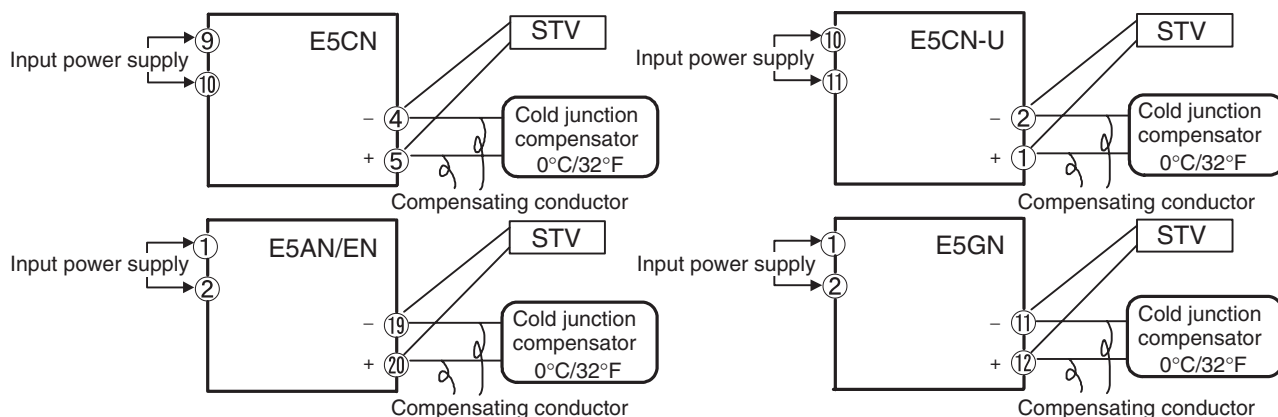 ⑨
E5CN
STV
Input power supply
⑩
− ④
Cold junction
compensator
0°C/32°F
+ ⑤
Compensating conductor
⑩
E5CN-U
STV
Input power supply
⑪
− ②
Cold junction
compensator
0°C/32°F
+ ①
Compensating conductor
①
E5AN/EN
STV
Input power supply
②
− ⑲
Cold junction
compensator
0°C/32°F
+ ⑳
Compensating conductor
①
E5GN
STV
Input power supply
②
− ⑪
Cold junction
compensator
0°C/32°F
+ ⑫
Compensating conductor